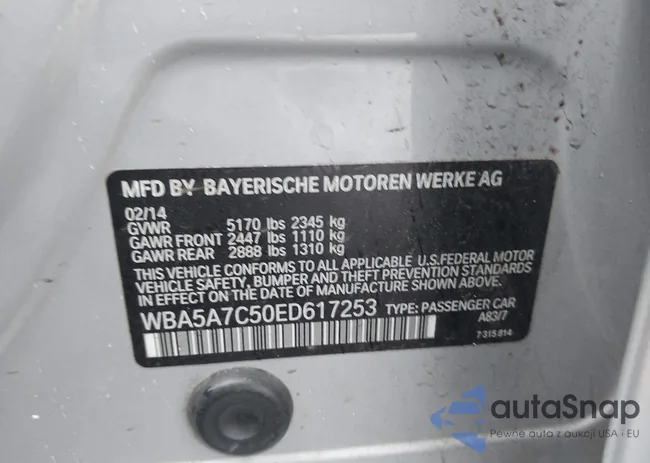 MFD BY BAYERISCHE MOTOREN WERKE AG
02/14
GVWR 5170 lbs 2345 kg
GAWR FRONT 2447 lbs 1110 kg
GAWR REAR 2888 lbs 1310 kg
THIS VEHICLE CONFORMS TO ALL APPLICABLE U.S.FEDERAL MOTOR
VEHICLE SAFETY, BUMPER AND THEFT PREVENTION STANDARDS
IN EFFECT ON THE DATE OF MANUFACTURE SHOWN ABOVE.
WBA5A7C50ED617253 TYPE: PASSENGER CAR
A83/7
7315814
autoSnap
Pewne auta z aukcji USA i EU